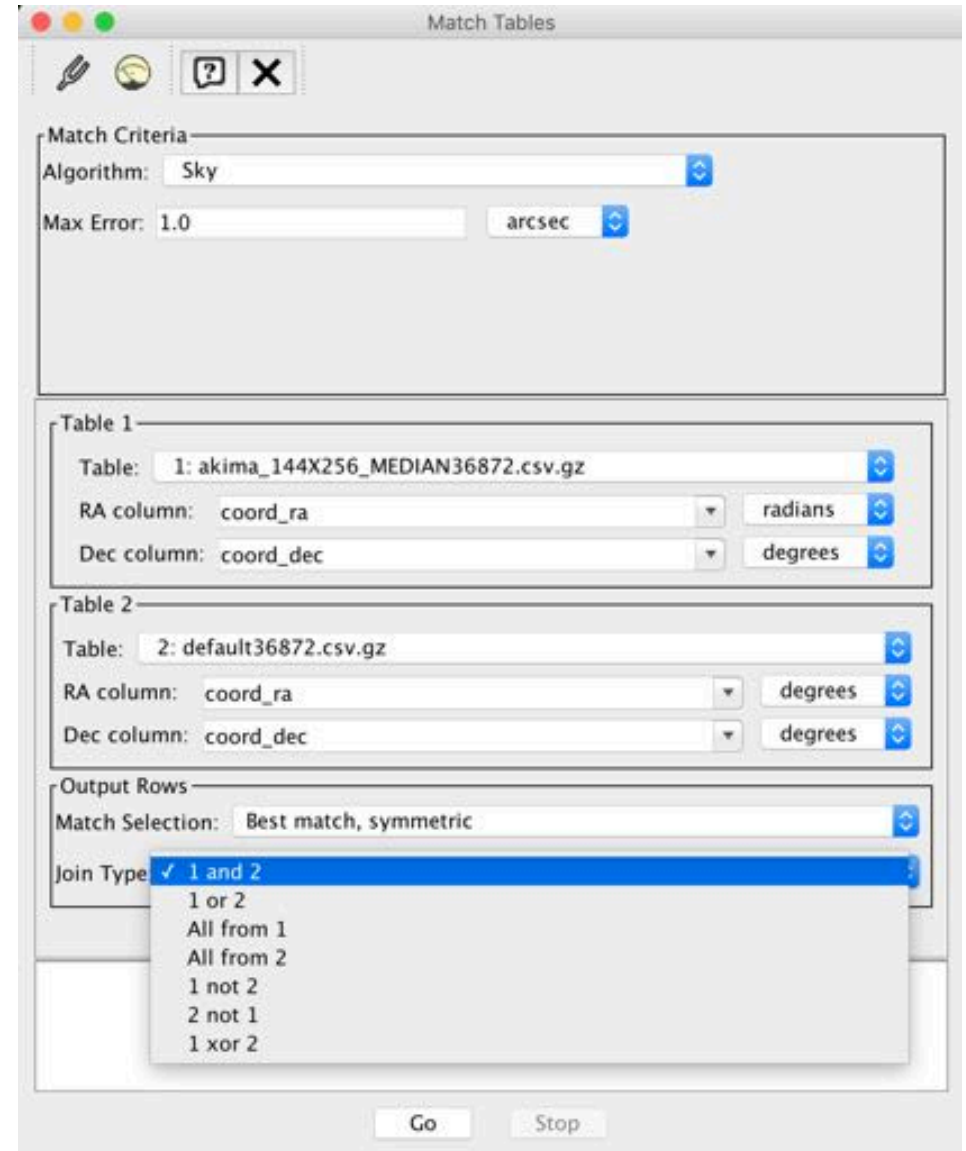 Match Tables
?
Match Criteria
Algorithm: Sky
Max Error: 1.0 arcsec
Table 1
Table: 1: akima_144X256_MEDIAN36872.csv.gz
RA column: coord_ra radians
Dec column: coord_dec degrees
Table 2
Table: 2: default36872.csv.gz
RA column: coord_ra degrees
Dec column: coord_dec degrees
Output Rows
Match Selection: Best match, symmetric
Join Type ✓ 1 and 2
1 or 2
All from 1
All from 2
1 not 2
2 not 1
1 xor 2
Go Stop